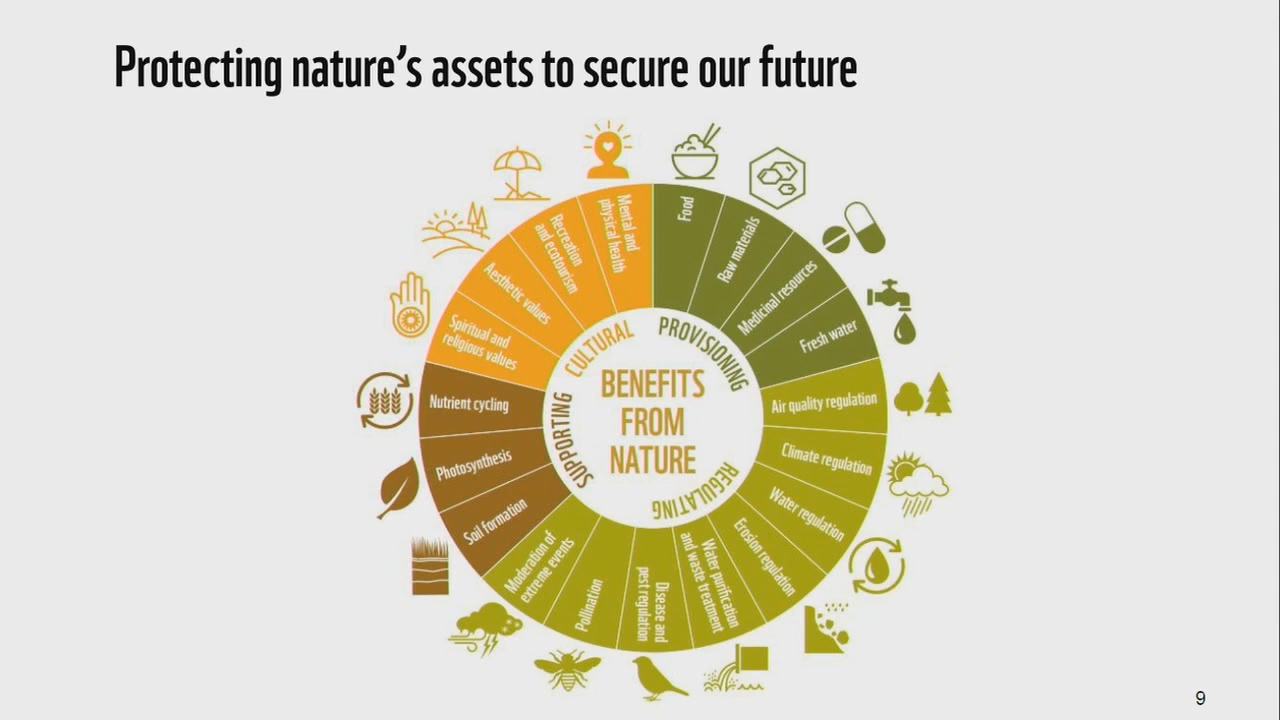 Protecting nature's assets to secure our future
BENEFITS
FROM
NATURE
PROVISIONING
Food
Raw materials
Medicinal resources
Fresh water
REGULATING
Air quality regulation
Climate regulation
Water regulation
Erosion regulation
Water purification
and waste treatment
Disease and
pest regulation
Pollination
Moderation of
extreme events
SUPPORTING
Soil formation
Photosynthesis
Nutrient cycling
CULTURAL
Spiritual and
religious values
Aesthetic values
Recreation
and ecotourism
Mental and
physical health
9